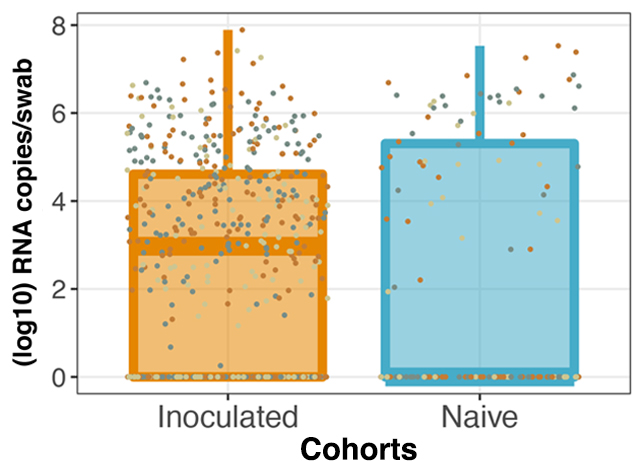 (log10) RNA copies/swab
8
6
4
2
0
Inoculated
Naive
Cohorts